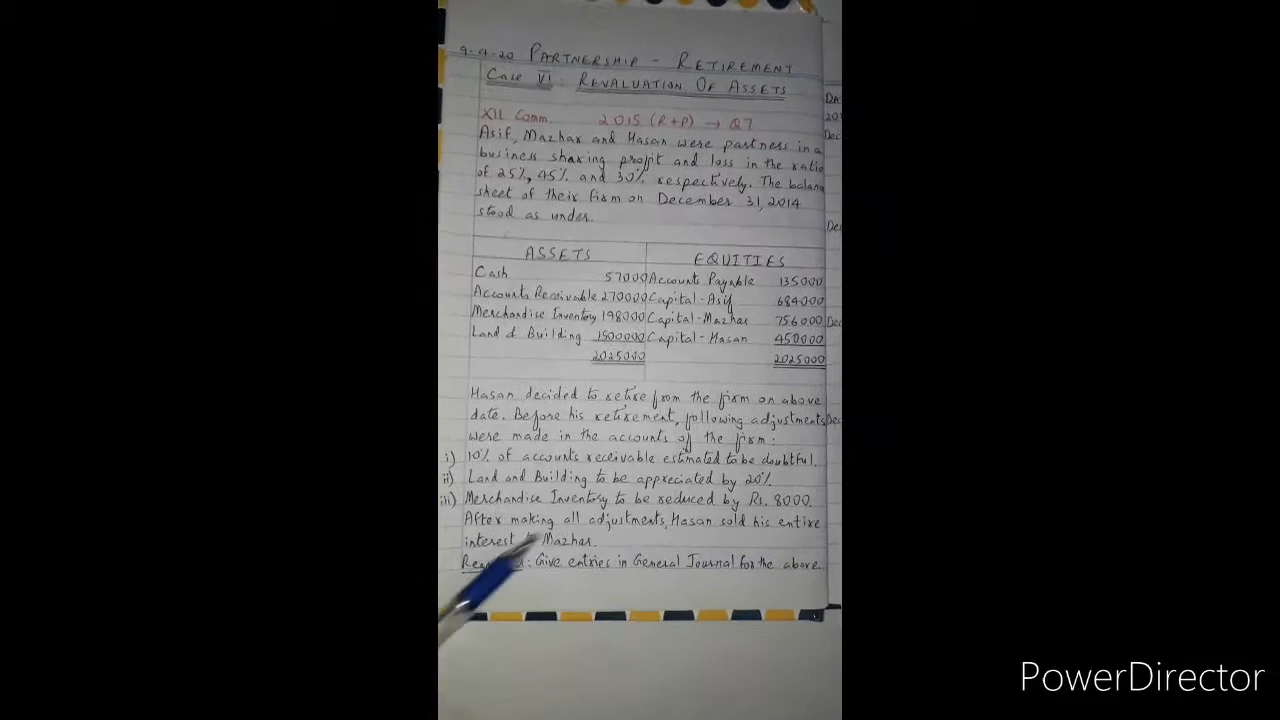 9.4.20 PARTNERSHIP - RETIREMENT
Case VI: REVALUATION OF ASSETS
XII Comm. 2015 (R+P) → Q7
Asif, Mazhar and Hasan were partners in a
business sharing profit and loss in the ratio
of 25%, 45% and 30% respectively. The balance
sheet of their firm on December 31, 2014
stood as under.
ASSETS EQUITIES
Cash 57000 Accounts Payable 135000
Accounts Receivable 270000 Capital-Asif 684000
Merchandise Inventory 198000 Capital-Mazhar 756000
Land & Building 1500000 Capital-Hasan 450000
2025000 2025000
Hasan decided to retire from the firm on above
date. Before his retirement, following adjustments
were made in the accounts of the firm:
i) 10% of accounts receivable estimated to be doubtful.
ii) Land and Building to be appreciated by 20%
iii) Merchandise Inventory to be reduced by Rs. 8000.
After making all adjustments, Hasan sold his entire
interest Mazhar.
: Give entries in General Journal for the above.
PowerDirector